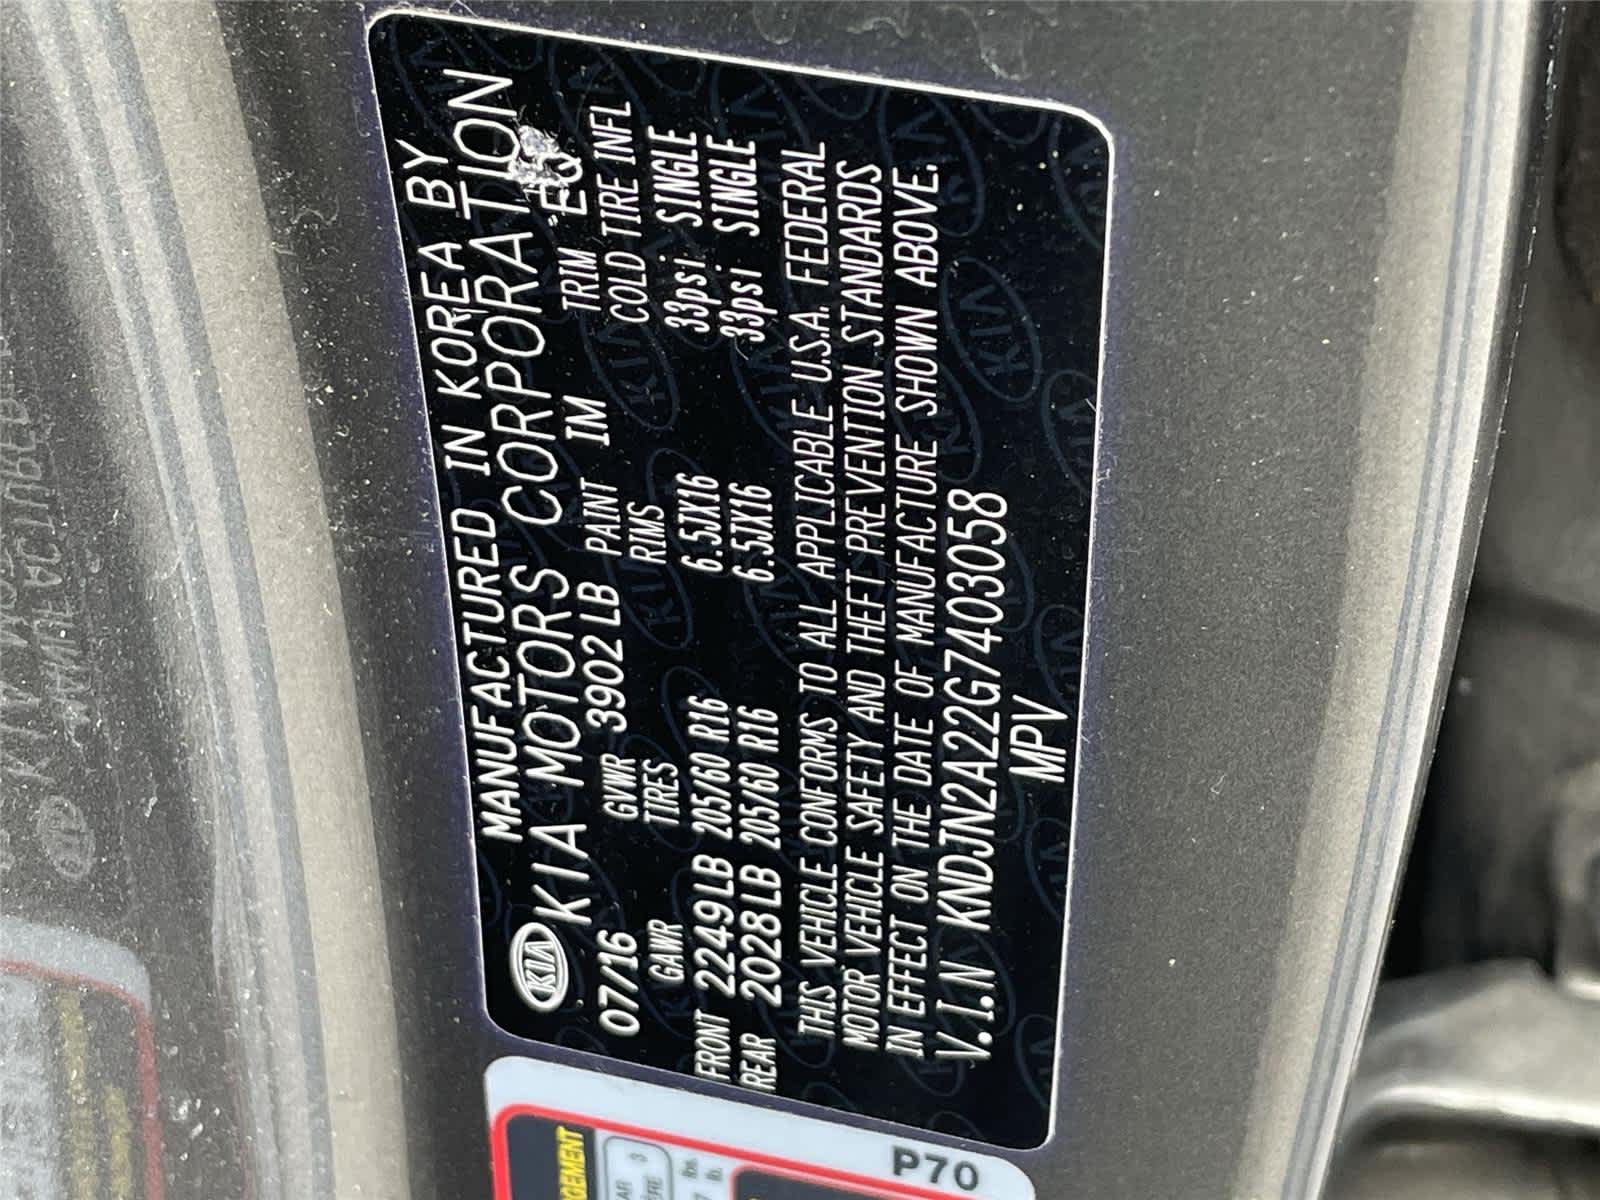 MANUFACTURED IN KOREA BY
KIA KIA MOTORS CORPORATION
07/16 GVWR 3902 LB PAINT IM TRIM EQ
GAWR TIRES RIMS COLD TIRE INFL
FRONT 2249LB 205/60 R16 6.5JX16 33psi SINGLE
REAR 2028LB 205/60 R16 6.5JX16 33psi SINGLE
THIS VEHICLE CONFORMS TO ALL APPLICABLE U.S.A. FEDERAL
MOTOR VEHICLE SAFETY AND THEFT PREVENTION STANDARDS
IN EFFECT ON THE DATE OF MANUFACTURE SHOWN ABOVE.
V.I.N KNDJN2A22G7403058
MPV
P70